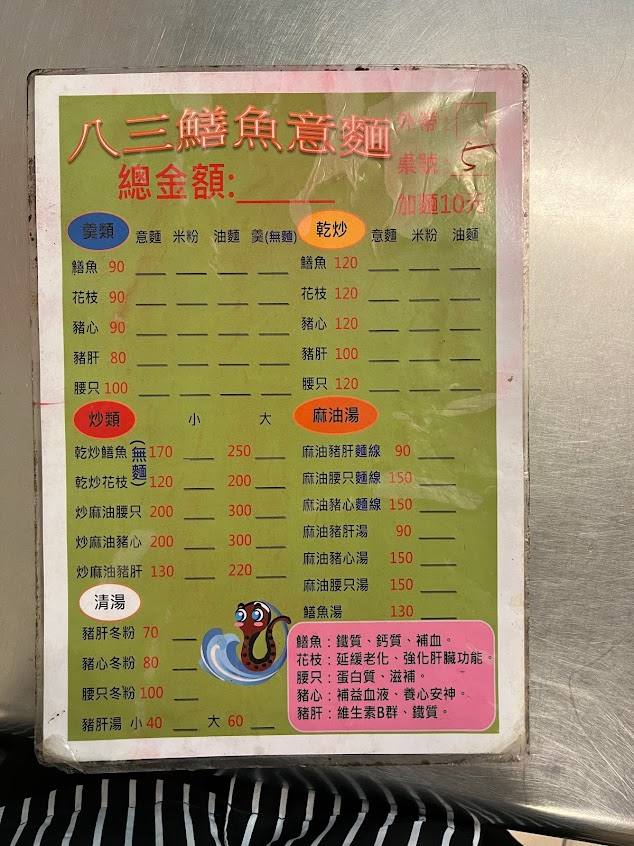 八三鱔魚意麵
外帶
總金額:______
桌號 5
加麵10元
羹類 意麵 米粉 油麵 羹(無麵)
鱔魚 90
花枝 90
豬心 90
豬肝 80
腰只 100
乾炒 意麵 米粉 油麵
鱔魚 120
花枝 120
豬心 120
豬肝 100
腰只 120
炒類 小 大
乾炒鱔魚(無麵) 170 250
乾炒花枝 120 200
炒麻油腰只 200 300
炒麻油豬心 200 300
炒麻油豬肝 130 220
麻油湯
麻油豬肝麵線 90
麻油腰只麵線 150
麻油豬心麵線 150
麻油豬肝湯 90
麻油豬心湯 150
麻油腰只湯 150
鱔魚湯 130
清湯
豬肝冬粉 70
豬心冬粉 80
腰只冬粉 100
豬肝湯 小 40 大 60
鱔魚：鐵質、鈣質、補血。
花枝：延緩老化、強化肝臟功能。
腰只：蛋白質、滋補。
豬心：補益血液、養心安神。
豬肝：維生素B群、鐵質。